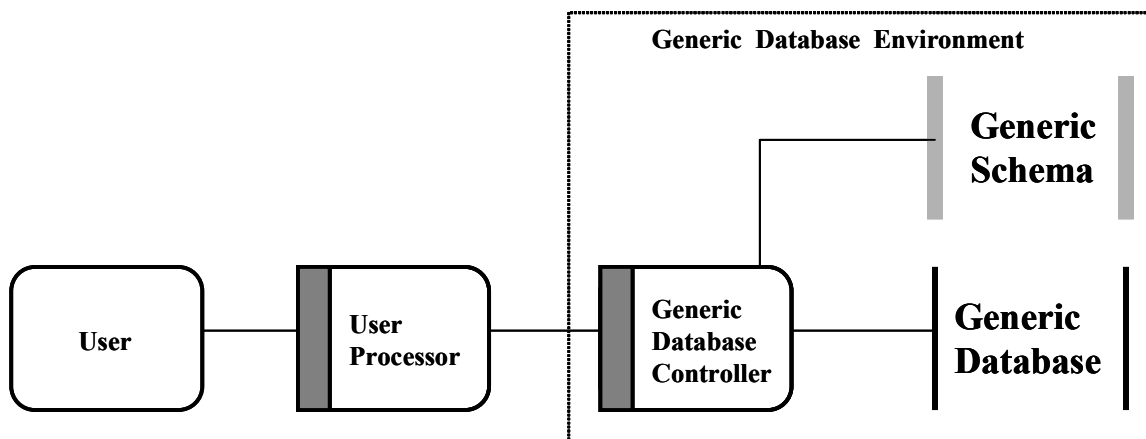 Generic Database Environment
Generic
Schema
User
User
Processor
Generic
Database
Controller
Generic
Database